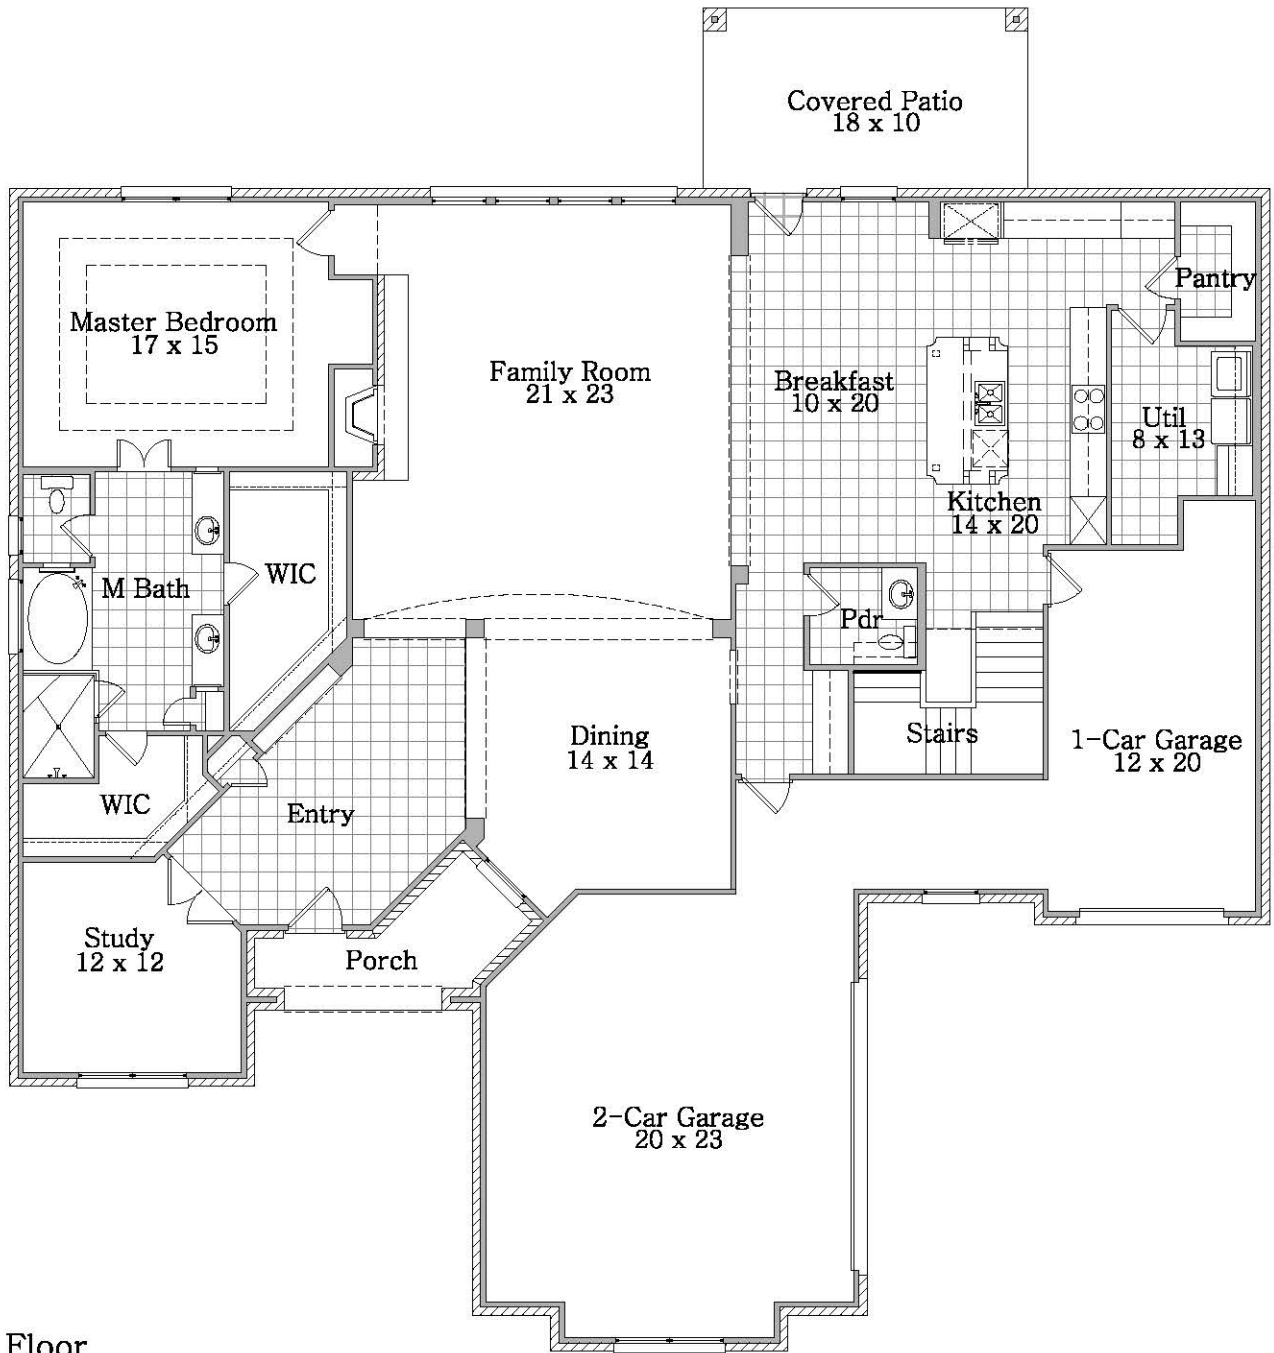 Covered Patio
18 x 10
Pantry
Master Bedroom
17 x 15
Family Room
21 x 23
Breakfast
10 x 20
Util
8 x 13
Kitchen
14 x 20
WIC
M Bath
Pdr
Stairs
Dining
14 x 14
1-Car Garage
12 x 20
WIC
Entry
Study
12 x 12
Porch
2-Car Garage
20 x 23
Floor